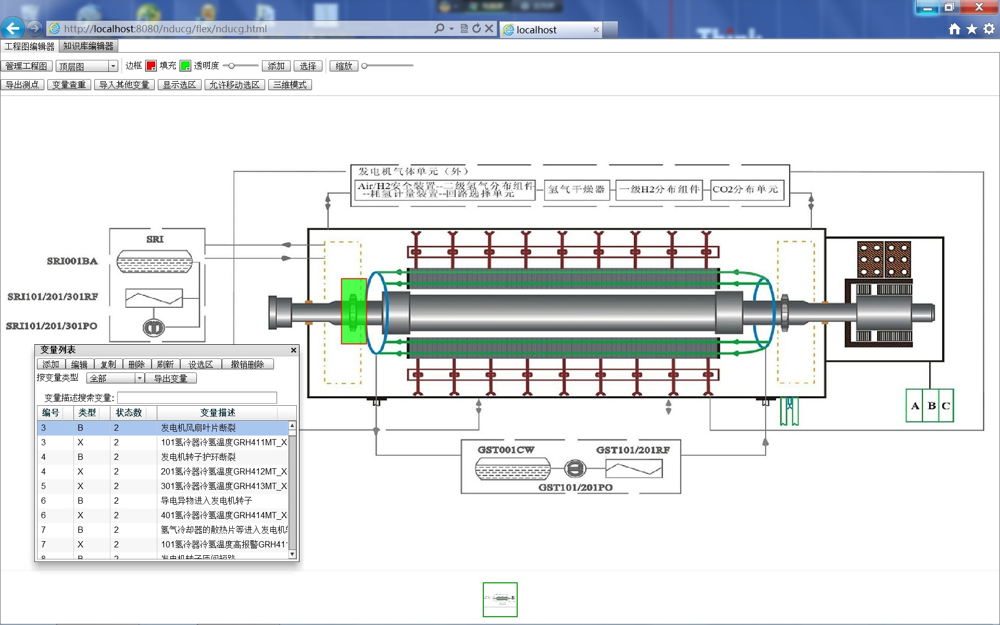 http://localhost:8080/nducg/flex/nducg.html
localhost
工程图编辑器 知识库编辑器
管理工程图 顶层图 边框 填充 透明度 添加 选择 缩放
导出测点 变量查重 导入其他变量 显示选区 允许移动选区 三维模式
发电机气体单元（外）
Air/H2安全装置--二级氢气分布组件
--耗氢计量装置--回路选择单元
氢气干燥器
一级H2分布组件
CO2分布单元
SRI
SRI001BA
SRI101/201/301RF
SRI101/201/301PO
A B C
GST001CW GST101/201RF
GST101/201PO
变量列表
添加 编辑 复制 删除 刷新 设选区 撤销删除
按变量类型 全部 导出变量
变量描述搜索变量:
编号 类型 状态数 变量描述
3 B 2 发电机风扇叶片断裂
3 X 2 101氢冷器冷氢温度GRH411MT_X
4 B 2 发电机转子护环断裂
4 X 2 201氢冷器冷氢温度GRH412MT_X
5 X 2 301氢冷器冷氢温度GRH413MT_X
6 B 2 导电异物进入发电机转子
6 X 2 401氢冷器冷氢温度GRH414MT_X
7 B 2 氢气冷却器的散热片等进入发电机
7 X 2 101氢冷器冷氢温度高报警GRH411
8 B 2 发电机转子匝间短路